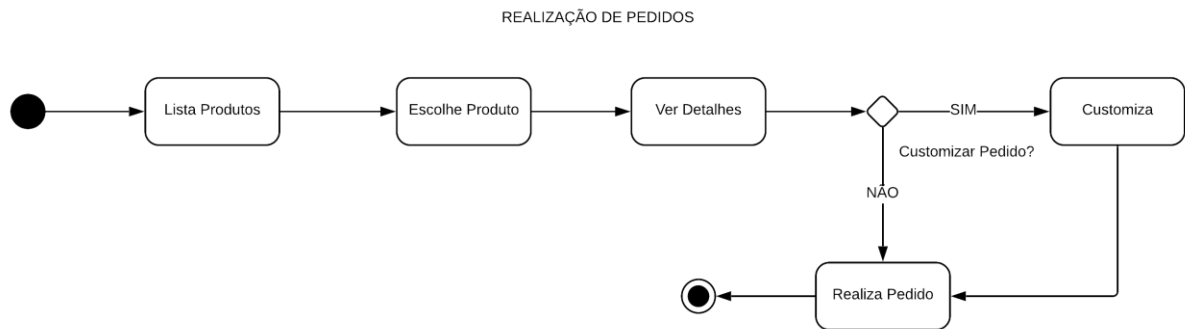 REALIZAÇÃO DE PEDIDOS
Lista Produtos
Escolhe Produto
Ver Detalhes
SIM
Customiza
Customizar Pedido?
NÃO
Realiza Pedido